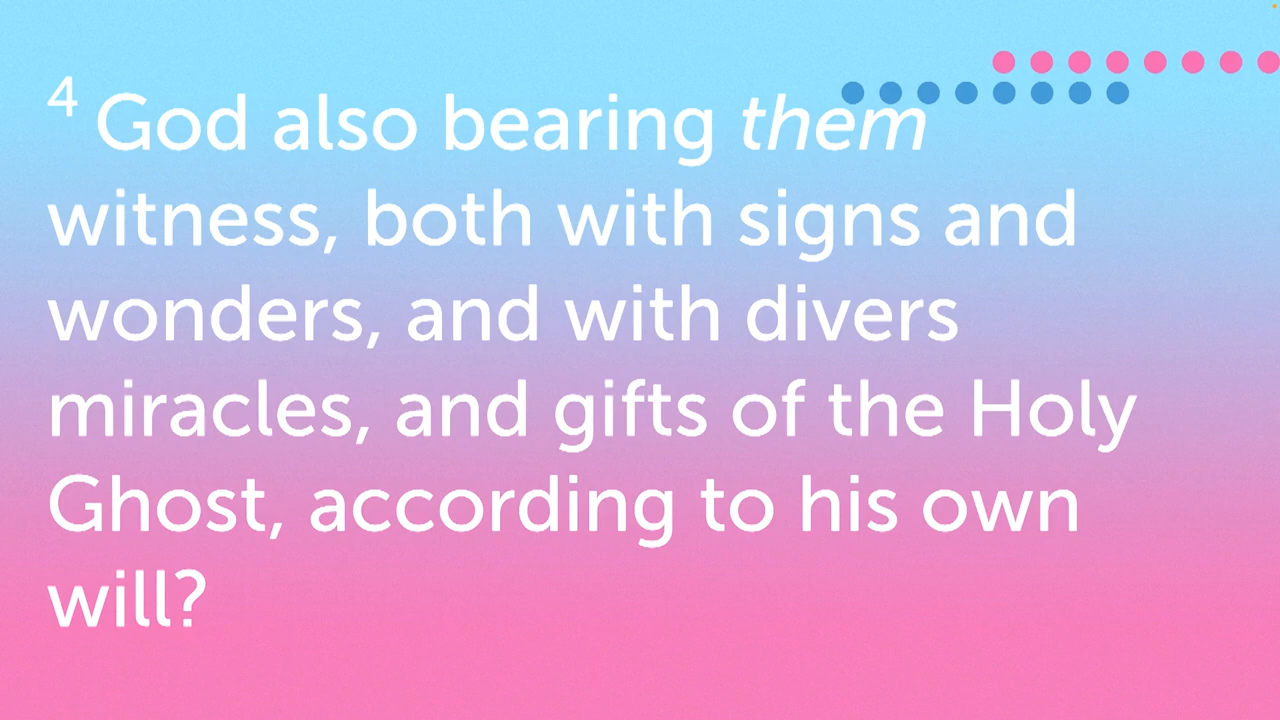 4 God also bearing them
witness, both with signs and
wonders, and with divers
miracles, and gifts of the Holy
Ghost, according to his own
will?